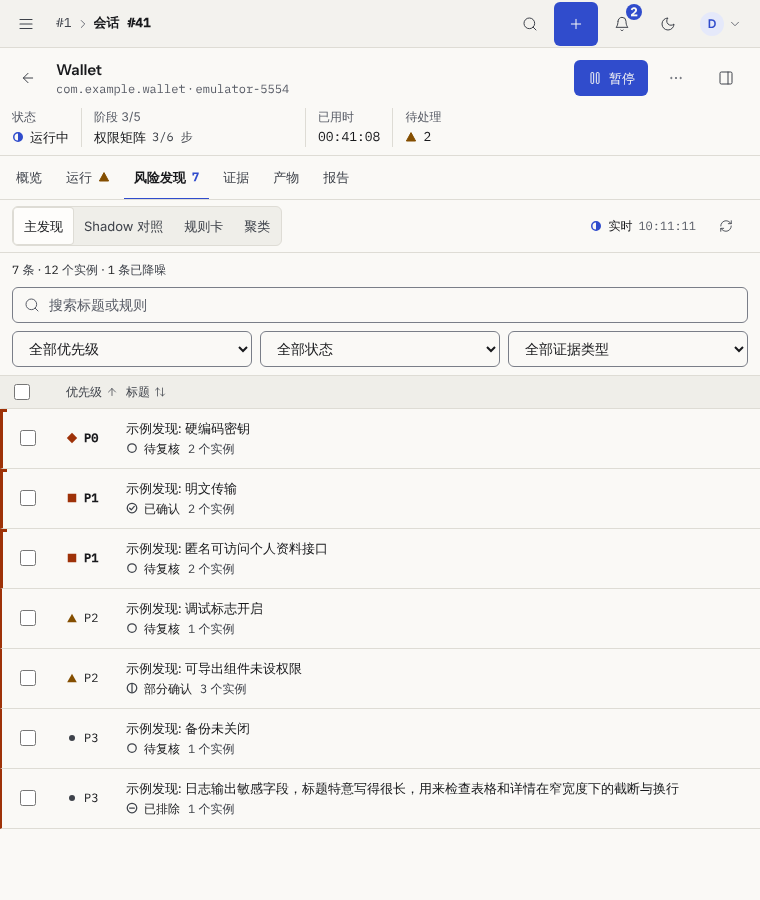 #1 会话 #41 2 D
Wallet
com.example.wallet · emulator-5554
暂停
状态 阶段 3/5 已用时 待处理
运行中 权限矩阵 3/6 步 00:41:08 2
概览 运行 风险发现 7 证据 产物 报告
主发现 Shadow 对照 规则卡 聚类 实时 10:11:11
7 条 · 12 个实例 · 1 条已降噪
搜索标题或规则
全部优先级 全部状态 全部证据类型
优先级 标题
P0 示例发现: 硬编码密钥
待复核 2 个实例
P1 示例发现: 明文传输
已确认 2 个实例
P1 示例发现: 匿名可访问个人资料接口
待复核 2 个实例
P2 示例发现: 调试标志开启
待复核 1 个实例
P2 示例发现: 可导出组件未设权限
部分确认 3 个实例
P3 示例发现: 备份未关闭
待复核 1 个实例
P3 示例发现: 日志输出敏感字段，标题特意写得很长，用来检查表格和详情在窄宽度下的截断与换行
已排除 1 个实例